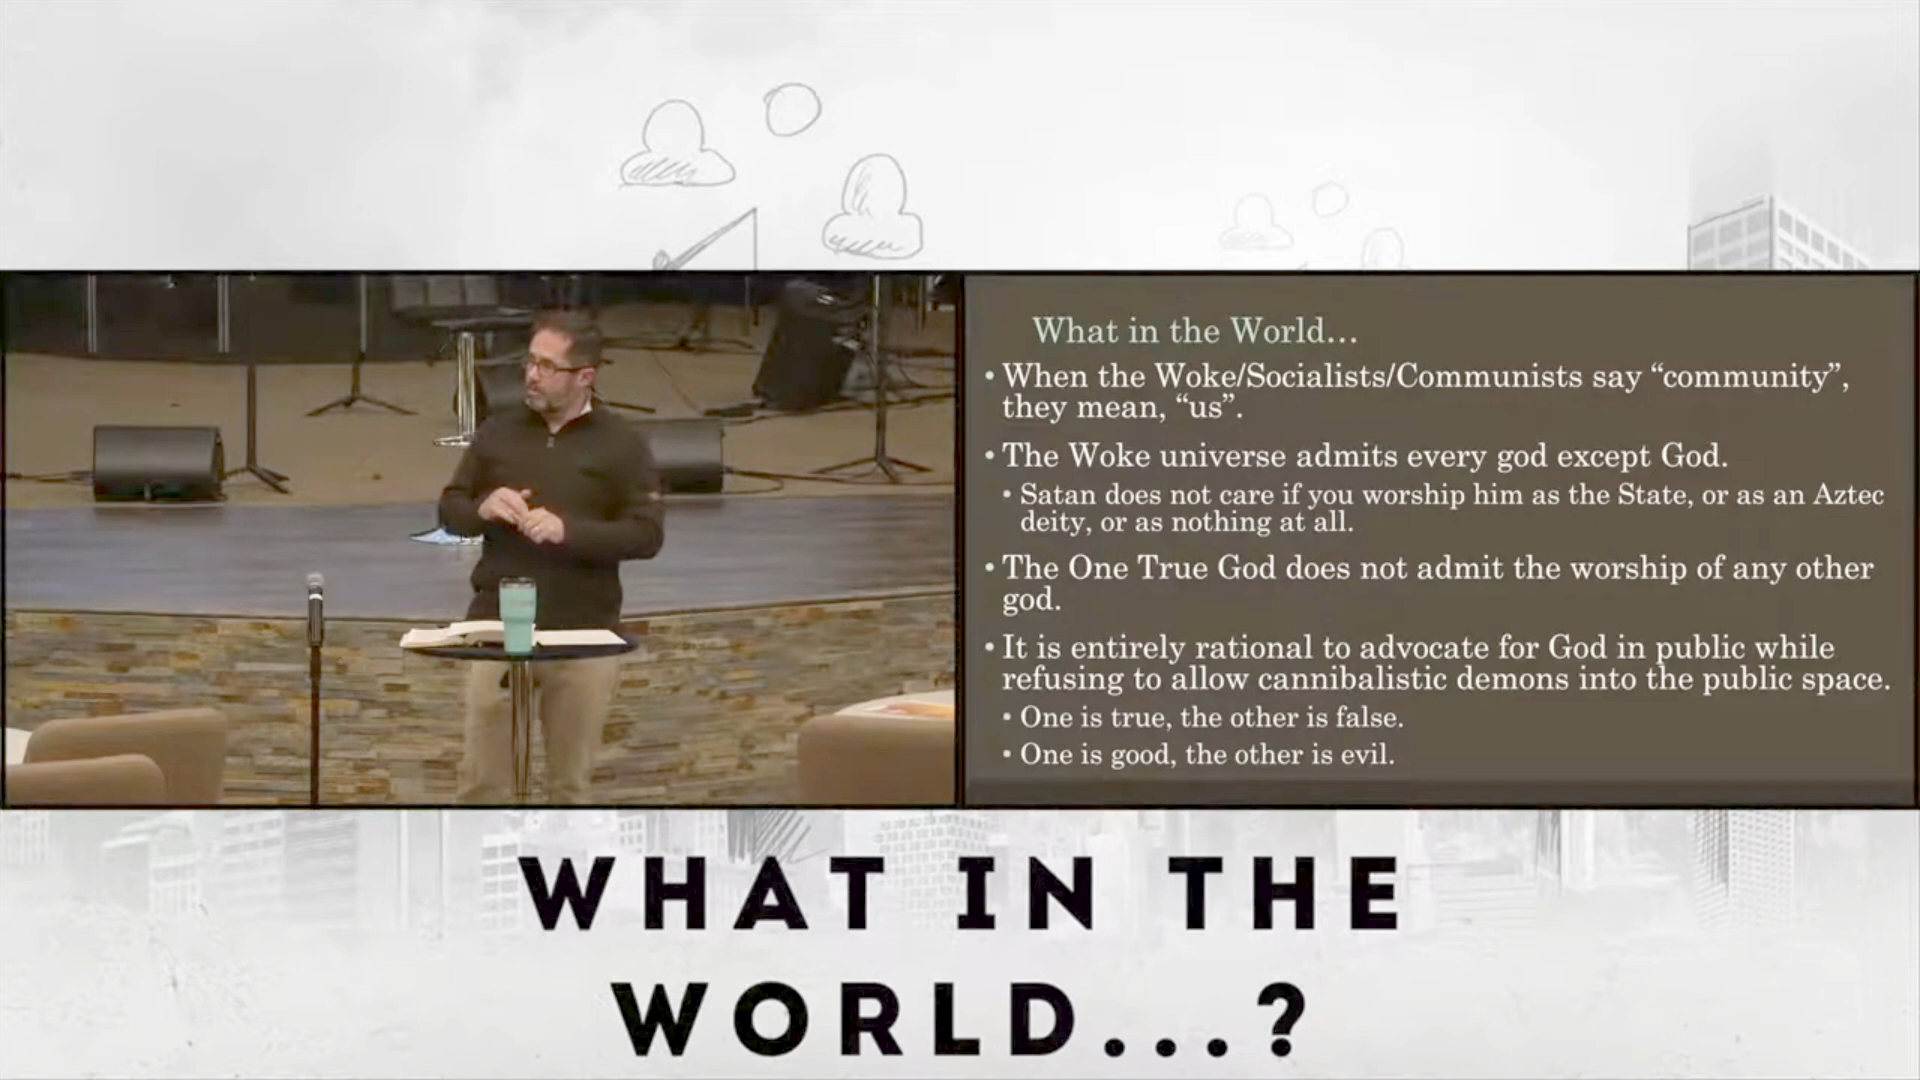 What in the World...
• When the Woke/Socialists/Communists say “community”,
they mean, “us”.
• The Woke universe admits every god except God.
• Satan does not care if you worship him as the State, or as an Aztec
deity, or as nothing at all.
• The One True God does not admit the worship of any other
god.
• It is entirely rational to advocate for God in public while
refusing to allow cannibalistic demons into the public space.
• One is true, the other is false.
• One is good, the other is evil.
WHAT IN THE
WORLD...?